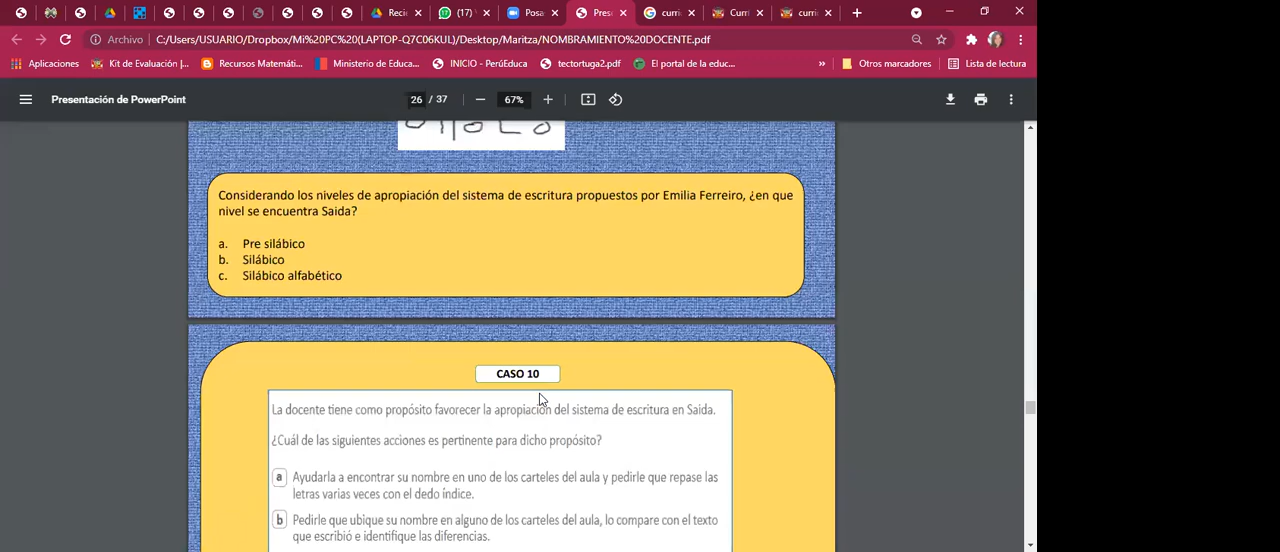 Recie
(17)
Posa
Pres
curric
Curri
curric
Archivo
C:/Users/USUARIO/Dropbox/Mi%20PC%20(LAPTOP-Q7C06KUL)/Desktop/Maritza/NOMBRAMIENTO%20DOCENTE.pdf
Aplicaciones
Kit de Evaluación |...
Recursos Matemáti...
Ministerio de Educa...
INICIO - PerúEduca
tectortuga2.pdf
El portal de la educ...
»
Otros marcadores
Lista de lectura
Presentación de PowerPoint
26 / 37
67%
Considerando los niveles de apropiación del sistema de escritura propuestos por Emilia Ferreiro, ¿en que
nivel se encuentra Saida?
a. Pre silábico
b. Silábico
c. Silábico alfabético
CASO 10
La docente tiene como propósito favorecer la apropiación del sistema de escritura en Saída.
¿Cuál de las siguientes acciones es pertinente para dicho propósito?
a Ayudarla a encontrar su nombre en uno de los carteles del aula y pedirle que repase las
letras varias veces con el dedo índice.
b Pedirle que ubique su nombre en alguno de los carteles del aula, lo compare con el texto
que escribió e identifique las diferencias.